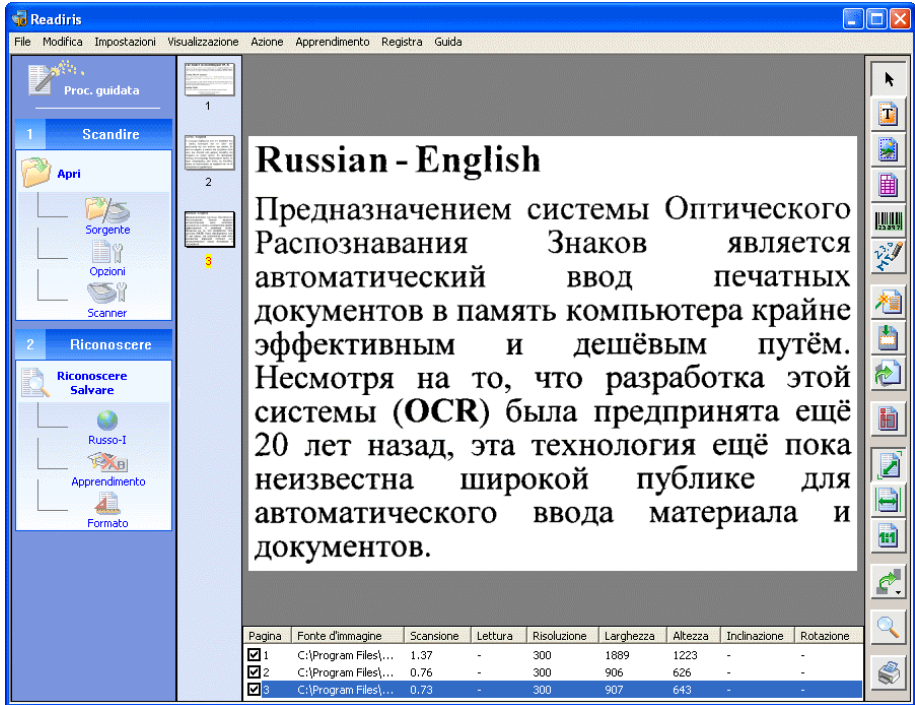 Readiris
File Modifica Impostazioni Visualizzazione Azione Apprendimento Registra Guida
Proc. guidata
1 Scandire
Apri
Sorgente
Opzioni
Scanner
2 Riconoscere
Riconoscere
Salvare
Russo-I
Apprendimento
Formato
1
2
3
Russian - English
Предназначением системы Оптического
Распознавания Знаков является
автоматический ввод печатных
документов в память компьютера крайне
эффективным и дешёвым путём.
Несмотря на то, что разработка этой
системы (OCR) была предпринята ещё
20 лет назад, эта технология ещё пока
неизвестна широкой публике для
автоматического ввода материала и
документов.
1:1
Pagina Fonte d'immagine Scansione Lettura Risoluzione Larghezza Altezza Inclinazione Rotazione
1 C:\Program Files\... 1.37 - 300 1889 1223 - -
2 C:\Program Files\... 0.76 - 300 906 626 - -
3 C:\Program Files\... 0.73 - 300 907 643 - -